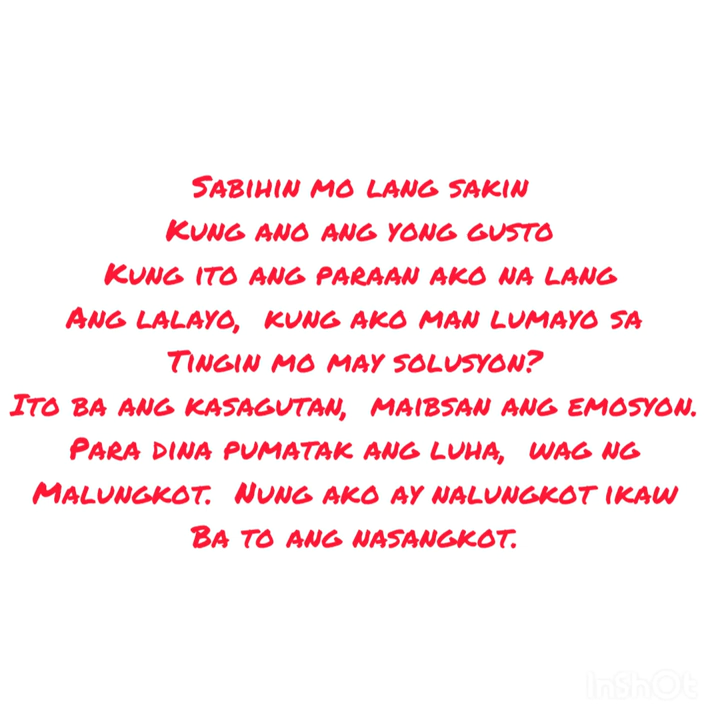 Sabihin mo lang sakin
Kung ano ang yong gusto
Kung ito ang paraan ako na lang
Ang lalayo, kung ako man lumayo sa
Tingin mo may solusyon?
Ito ba ang kasagutan, maibsan ang emosyon.
Para dina pumatak ang luha, wag ng
Malungkot. Nung ako ay nalungkot ikaw
Ba to ang nasangkot.
InShOt